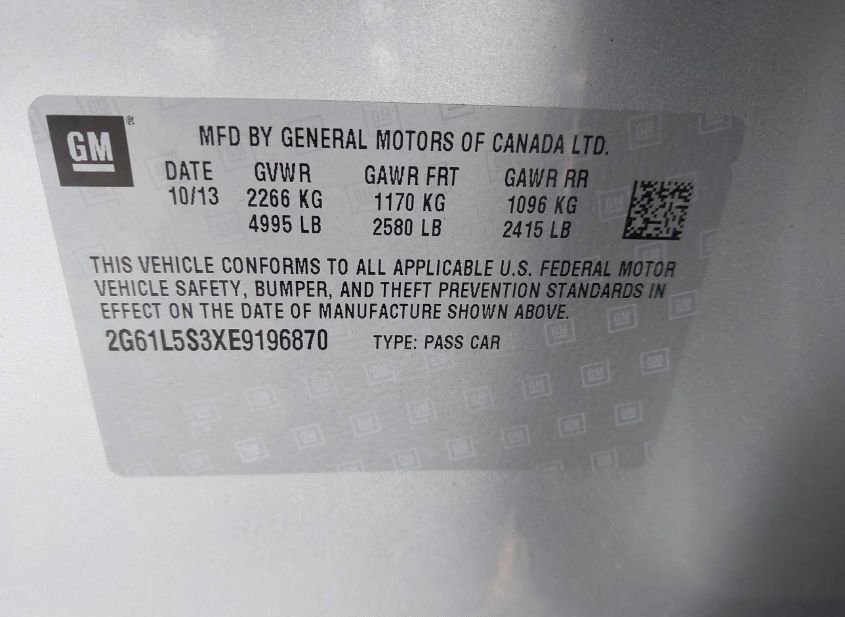 GM®
MFD BY GENERAL MOTORS OF CANADA LTD.
DATE GVWR GAWR FRT GAWR RR
10/13 2266 KG 1170 KG 1096 KG
4995 LB 2580 LB 2415 LB
THIS VEHICLE CONFORMS TO ALL APPLICABLE U.S. FEDERAL MOTOR
VEHICLE SAFETY, BUMPER, AND THEFT PREVENTION STANDARDS IN
EFFECT ON THE DATE OF MANUFACTURE SHOWN ABOVE.
2G61L5S3XE9196870 TYPE: PASS CAR